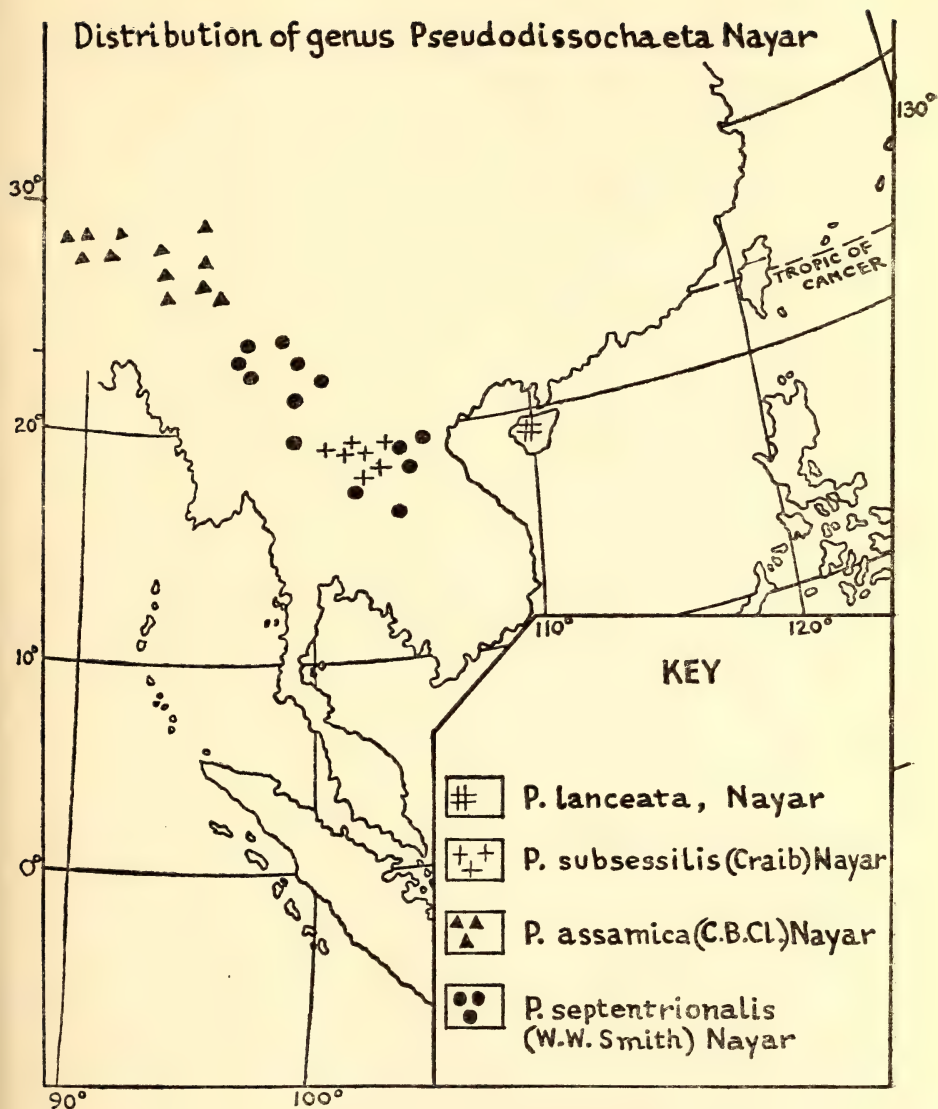 Distribution of genus Pseudodissochaeta Nayar
130°
30°
TROPIC OF
CANCER
20°
110°
120°
10°
KEY
P. lanceata, Nayar
P. subsessilis (Craib) Nayar
0°
P. assamica (C.B.Cl.) Nayar
P. septentrionalis
(W.W. Smith) Nayar
90°
100°